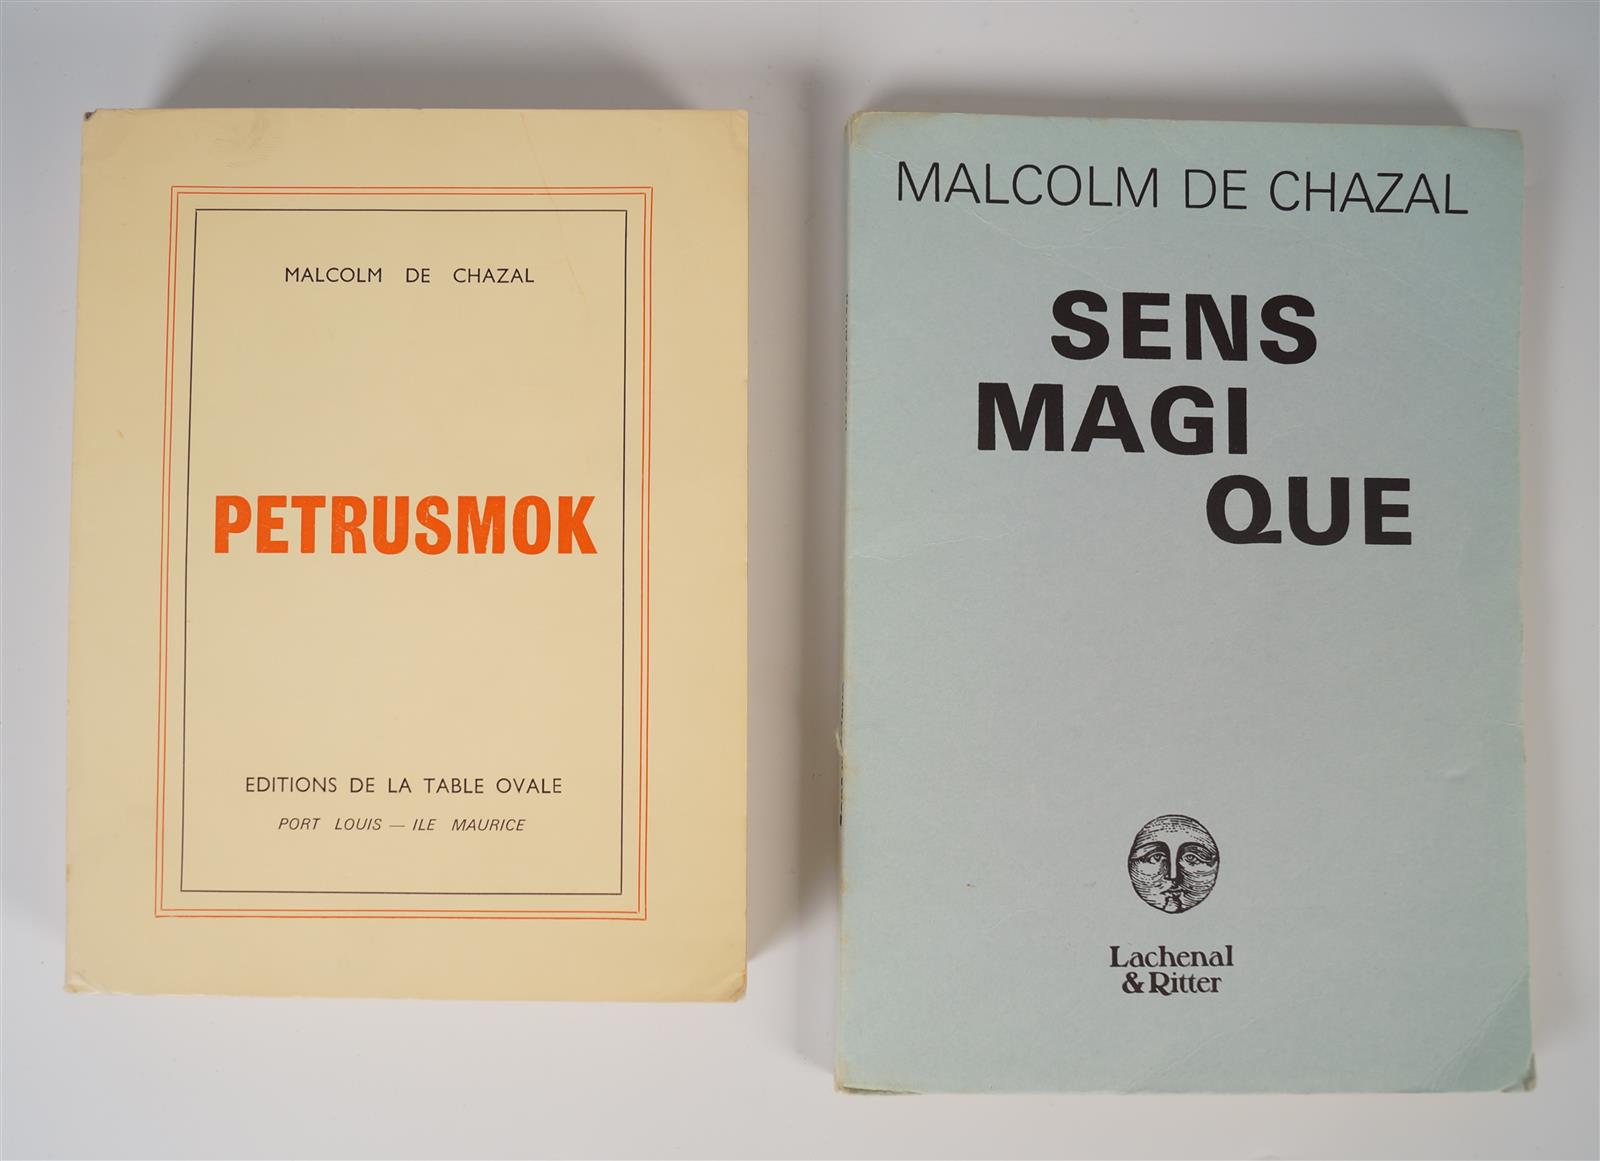 MALCOLM DE CHAZAL
PETRUSMOK
EDITIONS DE LA TABLE OVALE
PORT LOUIS — ILE MAURICE
MALCOLM DE CHAZAL
SENS
MAGI
QUE
Lachenal
& Ritter